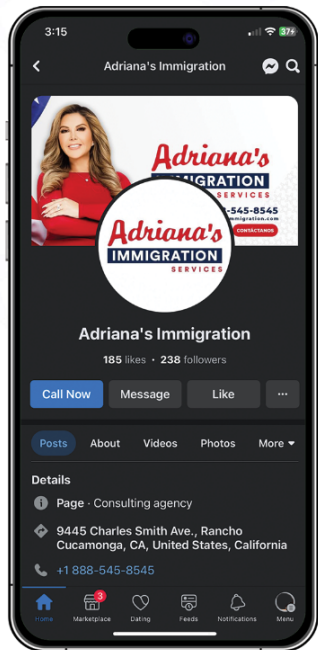 3:15
37+
Adriana's Immigration
Adriana's
IMMIGRATION
SERVICES
-545-8545
mmigration.com
CONTÁCTANOS
Adriana's
IMMIGRATION
SERVICES
Adriana's Immigration
185 likes • 238 followers
Call Now Message Like ...
Posts About Videos Photos More
Details
Page · Consulting agency
9445 Charles Smith Ave., Rancho
Cucamonga, CA, United States, California
+1 888-545-8545
3
Home Marketplace Dating Feeds Notifications Menu